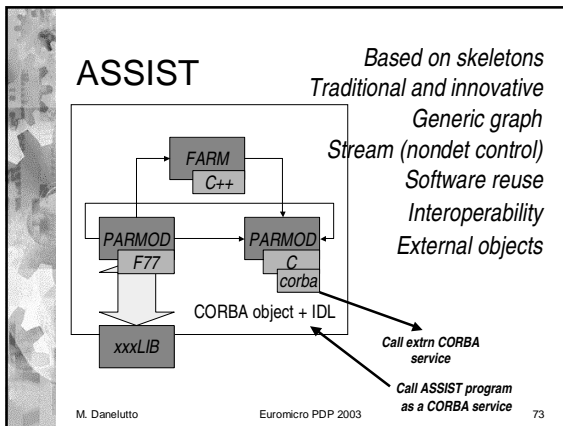 ASSIST
Based on skeletons
Traditional and innovative
Generic graph
Stream (nondet control)
Software reuse
Interoperability
External objects
FARM
C++
PARMOD
F77
PARMOD
C
corba
CORBA object + IDL
xxxLIB
Call extrn CORBA
service
Call ASSIST program
as a CORBA service
M. Danelutto
Euromicro PDP 2003
73